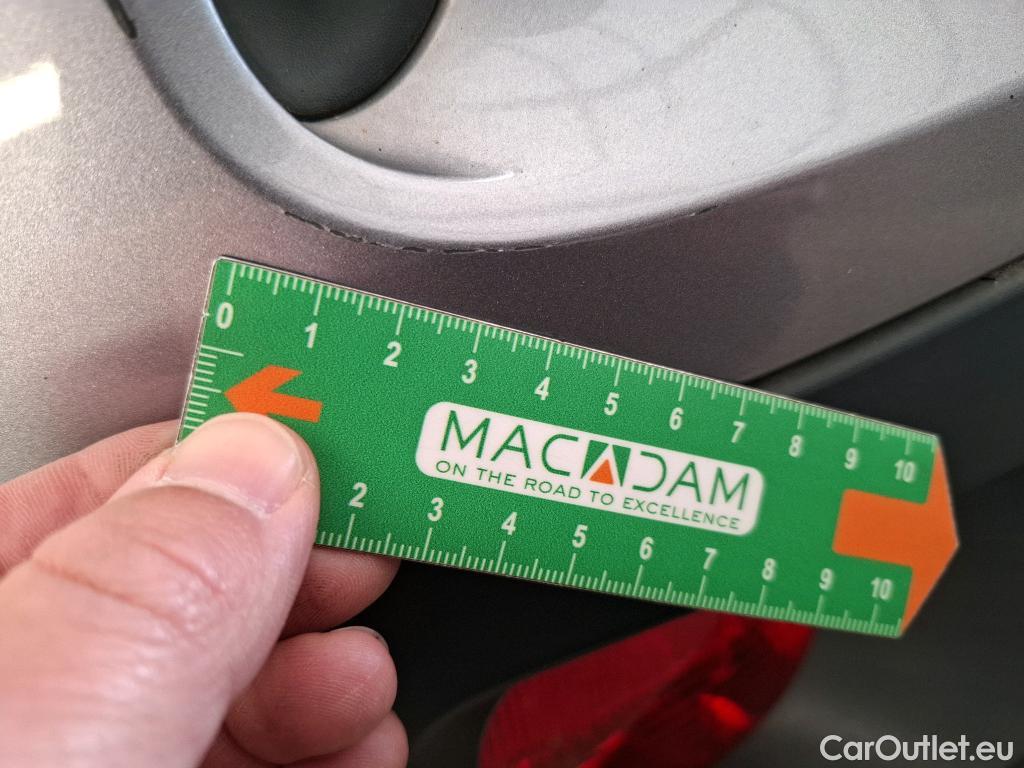 0 1 2 3 4 5 6 7 8 9 10
MACADAM
ON THE ROAD TO EXCELLENCE
2 3 4 5 6 7 8 9 10
CarOutlet.eu